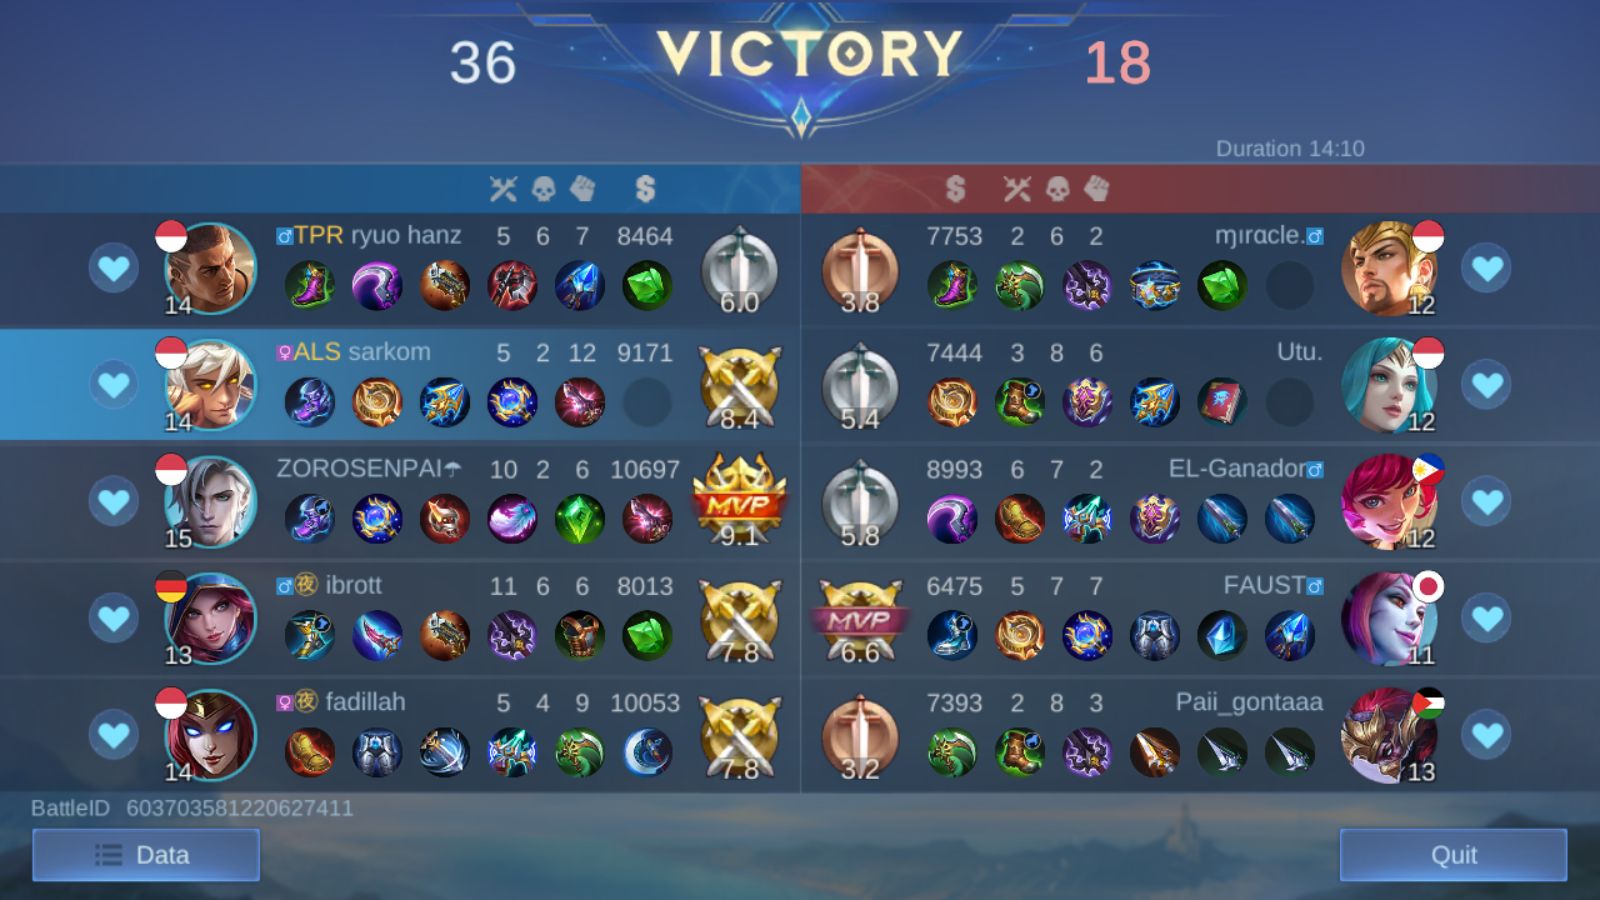 36 VICTORY 18
Duration 14:10
TPR ryuo hanz 5 6 7 8464
14 6.0
3.8 7753 2 6 2 ɱιrαcle.
12
ALS sarkom 5 2 12 9171
14 8.4
5.4 7444 3 8 6 Utu.
12
ZOROSENPAI☂ 10 2 6 10697
15 MVP 9.1
5.8 8993 6 7 2 EL-Ganador
12
夜 ibrott 11 6 6 8013
13 7.8
MVP 6.6 6475 5 7 7 FAUST
11
夜 fadillah 5 4 9 10053
14 7.8
3.2 7393 2 8 3 Paii_gontaaa
13
BattleID 603703581220627411
Data
Quit